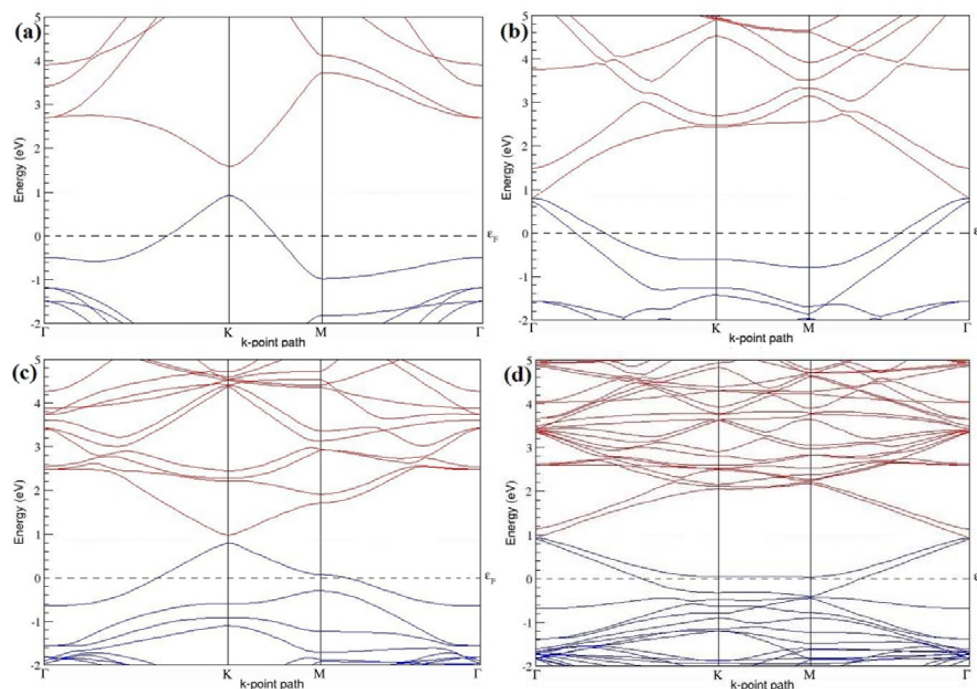 (a)
5
4
3
2
1
0
-1
-2
Energy (eV)
ε_F
Γ
K
M
Γ
k-point path
(b)
5
4
3
2
1
0
-1
-2
Energy (eV)
ε
Γ
K
M
Γ
k-point path
(c)
5
4
3
2
1
0
-1
-2
Energy (eV)
ε_F
Γ
K
M
Γ
k-point path
(d)
5
4
3
2
1
0
-1
-2
Energy (eV)
ε
Γ
K
M
Γ
k-point path